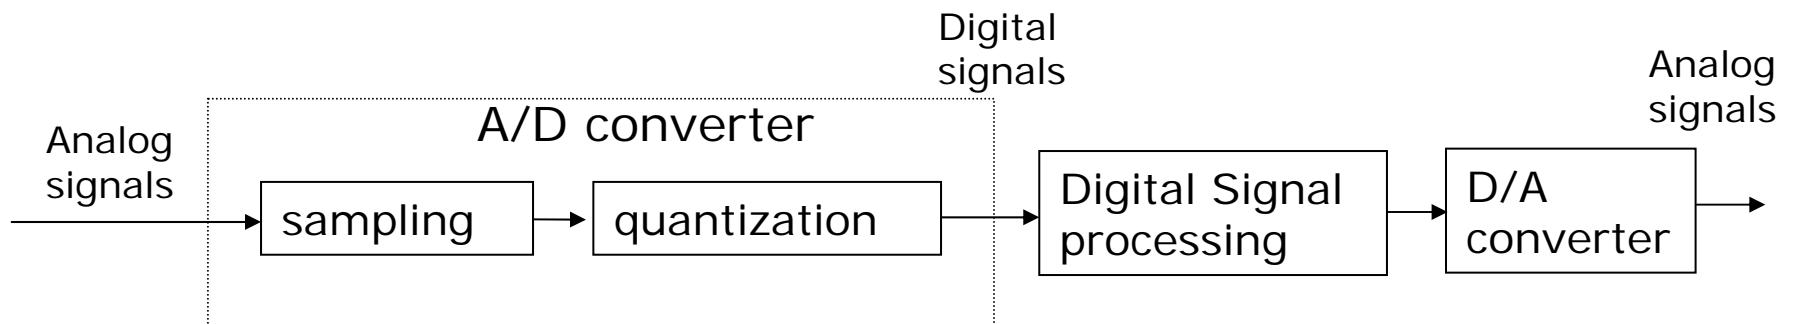 Analog
signals
A/D converter
sampling
quantization
Digital
signals
Digital Signal
processing
D/A
converter
Analog
signals